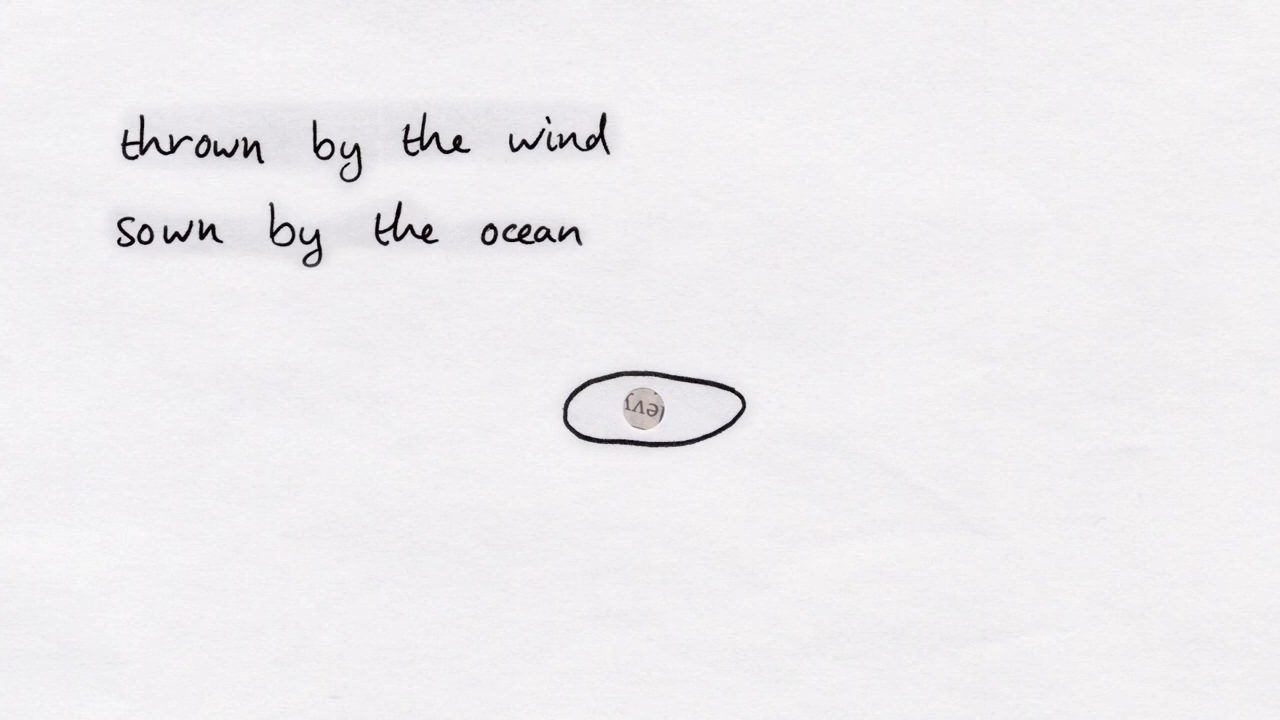 thrown by the wind
sown by the ocean